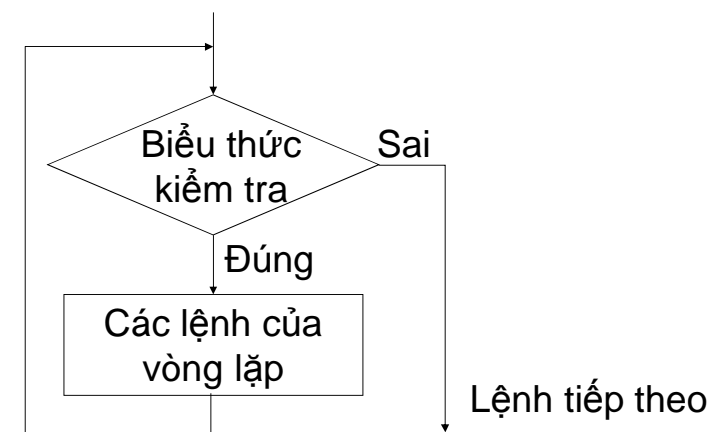 Biểu thức
kiểm tra
Sai
Đúng
Các lệnh của
vòng lặp
Lệnh tiếp theo